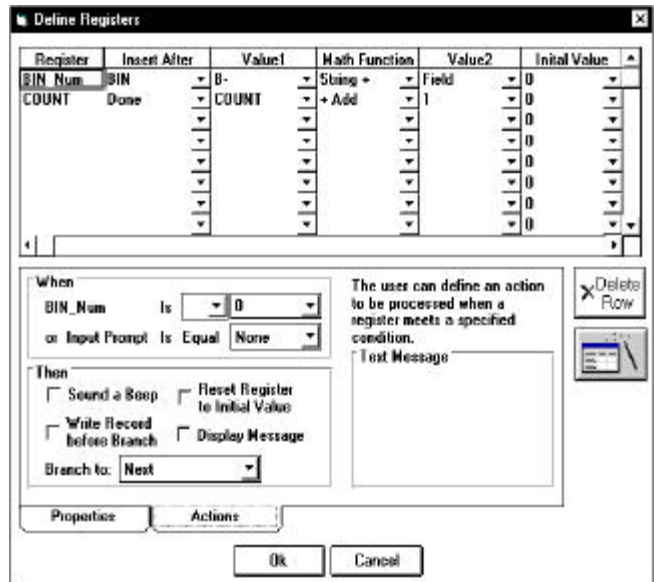 Define Registers
Register Insert After Value1 Math Function Value2 Inital Value
BIN_Num BIN B- String + Field 0
COUNT Done COUNT + Add 1 0
0
0
0
0
0
0
When
BIN_Num Is 0
or Input Prompt Is Equal None
The user can define an action
to be processed when a
register meets a specified
condition.
Text Message
Delete
Row
Then
Sound a Beep
Reset Register
to Initial Value
Write Record
before Branch
Display Message
Branch to: Next
Properties Actions
Ok Cancel